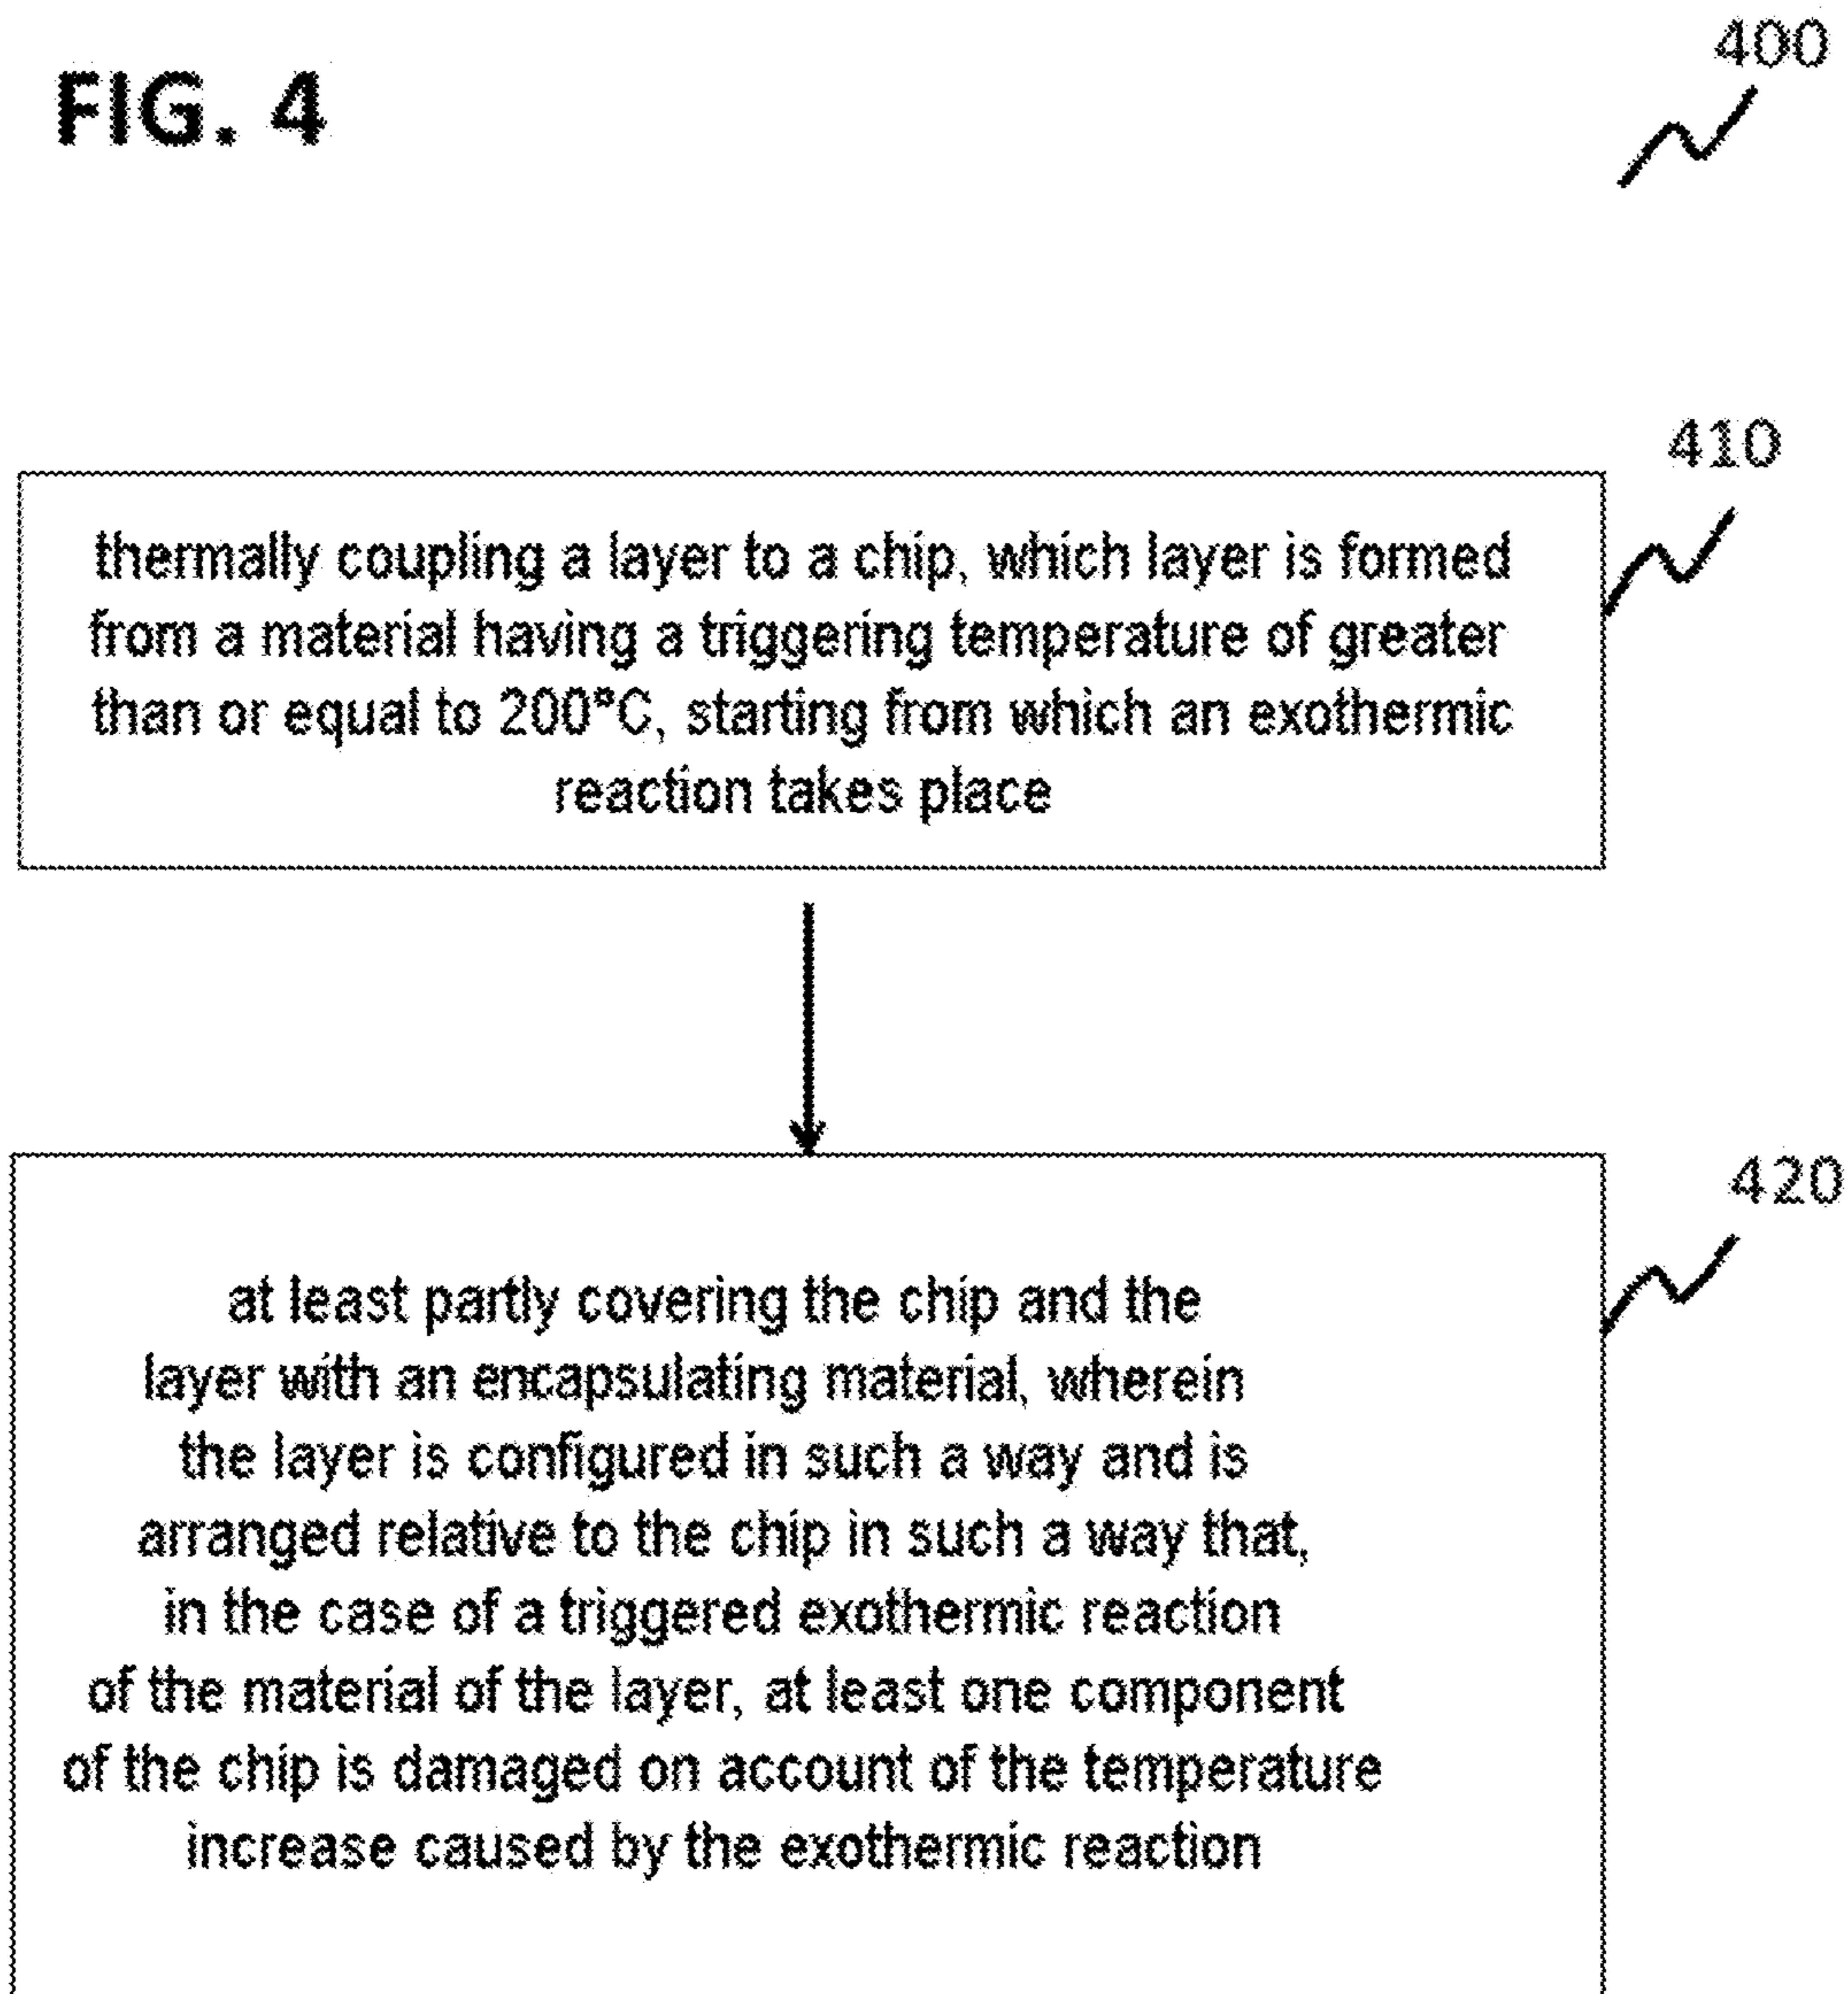 FIG. 4
400
410
thermally coupling a layer to a chip, which layer is formed
from a material having a triggering temperature of greater
than or equal to 200°C, starting from which an exothermic
reaction takes place
420
at least partly covering the chip and the
layer with an encapsulating material, wherein
the layer is configured in such a way and is
arranged relative to the chip in such a way that,
in the case of a triggered exothermic reaction
of the material of the layer, at least one component
of the chip is damaged on account of the temperature
increase caused by the exothermic reaction